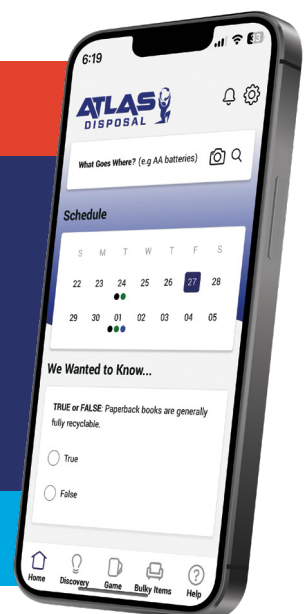 6:19
33
ATLAS
DISPOSAL
What Goes Where? (e.g AA batteries)
Schedule
S M T W T F S
22 23 24 25 26 27 28
29 30 01 02 03 04 05
We Wanted to Know...
TRUE or FALSE: Paperback books are generally
fully recyclable.
True
False
Home Discovery Game Bulky Items Help